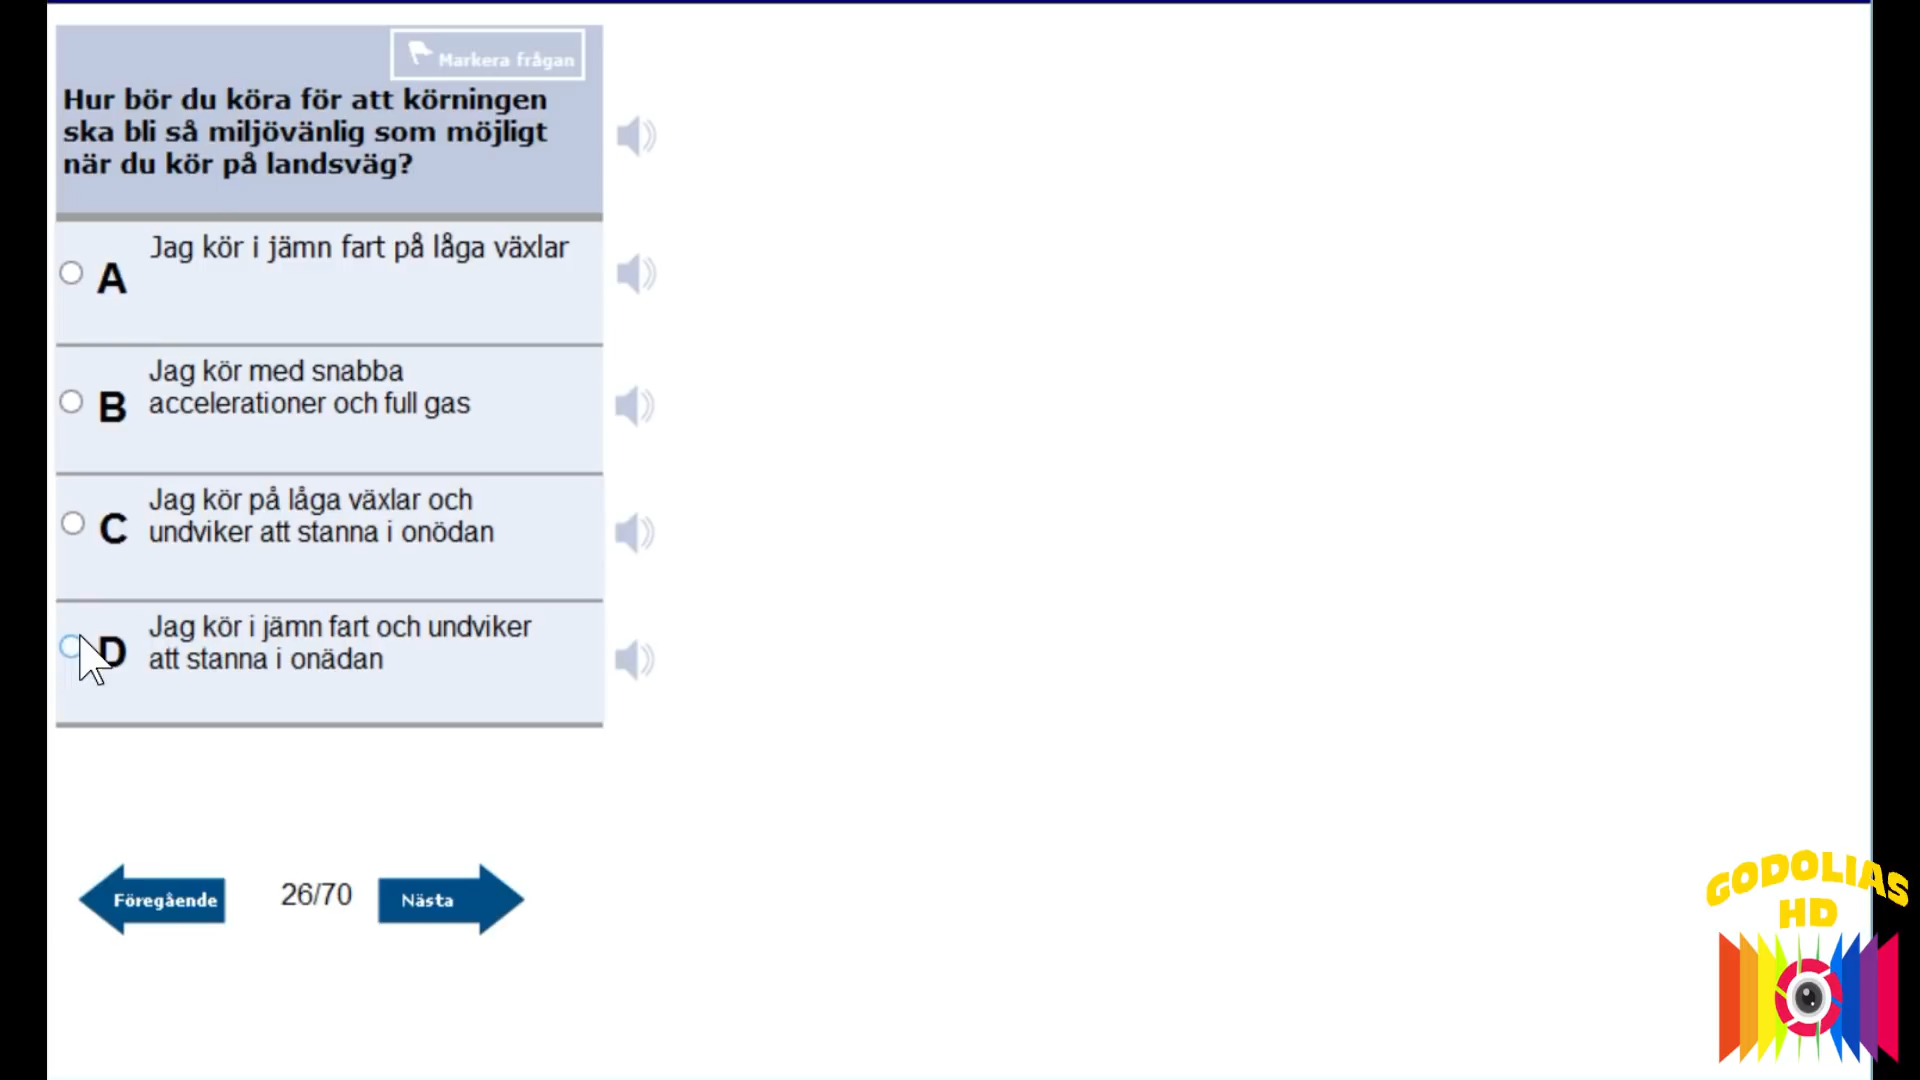 Markera frågan
Hur bör du köra för att körningen
ska bli så miljövänlig som möjligt
när du kör på landsväg?
A
Jag kör i jämn fart på låga växlar
B
Jag kör med snabba
accelerationer och full gas
C
Jag kör på låga växlar och
undviker att stanna i onödan
D
Jag kör i jämn fart och undviker
att stanna i onädan
Föregående
26/70
Nästa
GODOLIAS
HD